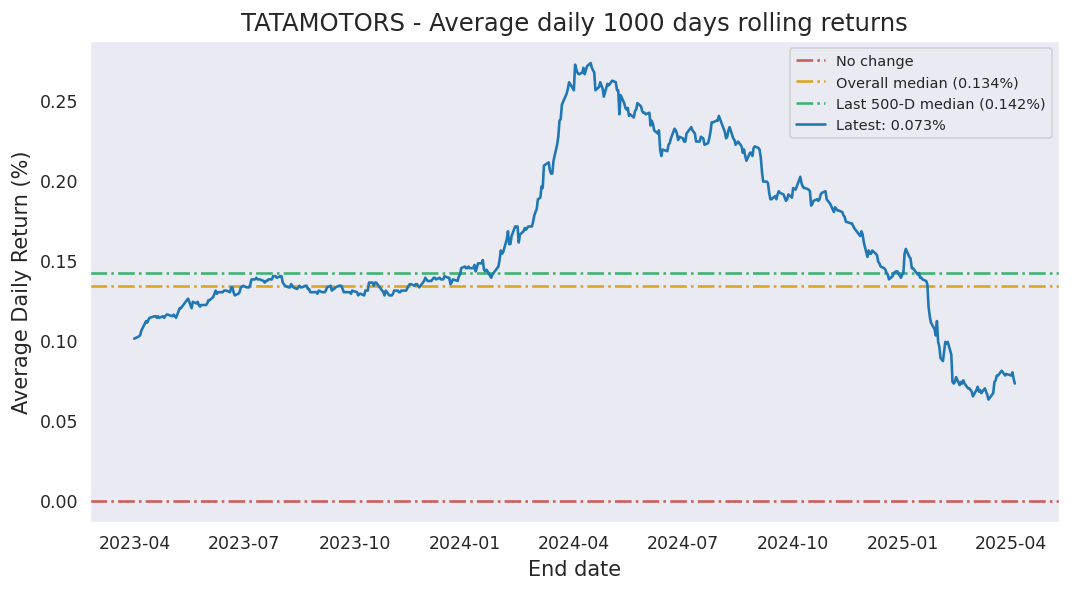 TATAMOTORS - Average daily 1000 days rolling returns
No change
Overall median (0.134%)
Last 500-D median (0.142%)
Latest: 0.073%
Average Daily Return (%)
0.25
0.20
0.15
0.10
0.05
0.00
2023-04 2023-07 2023-10 2024-01 2024-04 2024-07 2024-10 2025-01 2025-04
End date